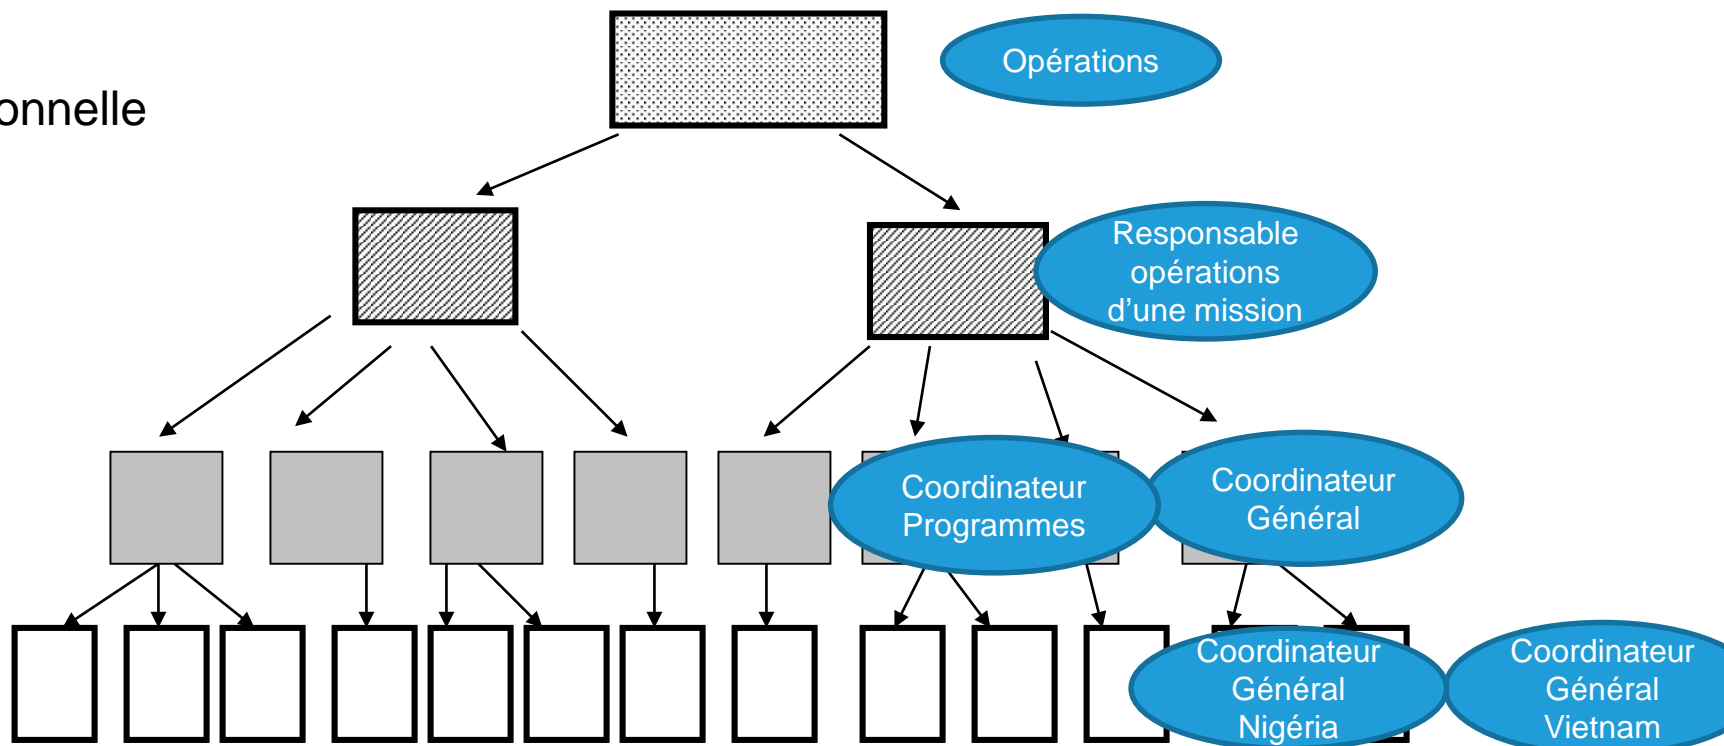 Opérations
onnelle
Responsable
opérations
d’une mission
Coordinateur
Programmes
Coordinateur
Général
Coordinateur
Général
Nigéria
Coordinateur
Général
Vietnam